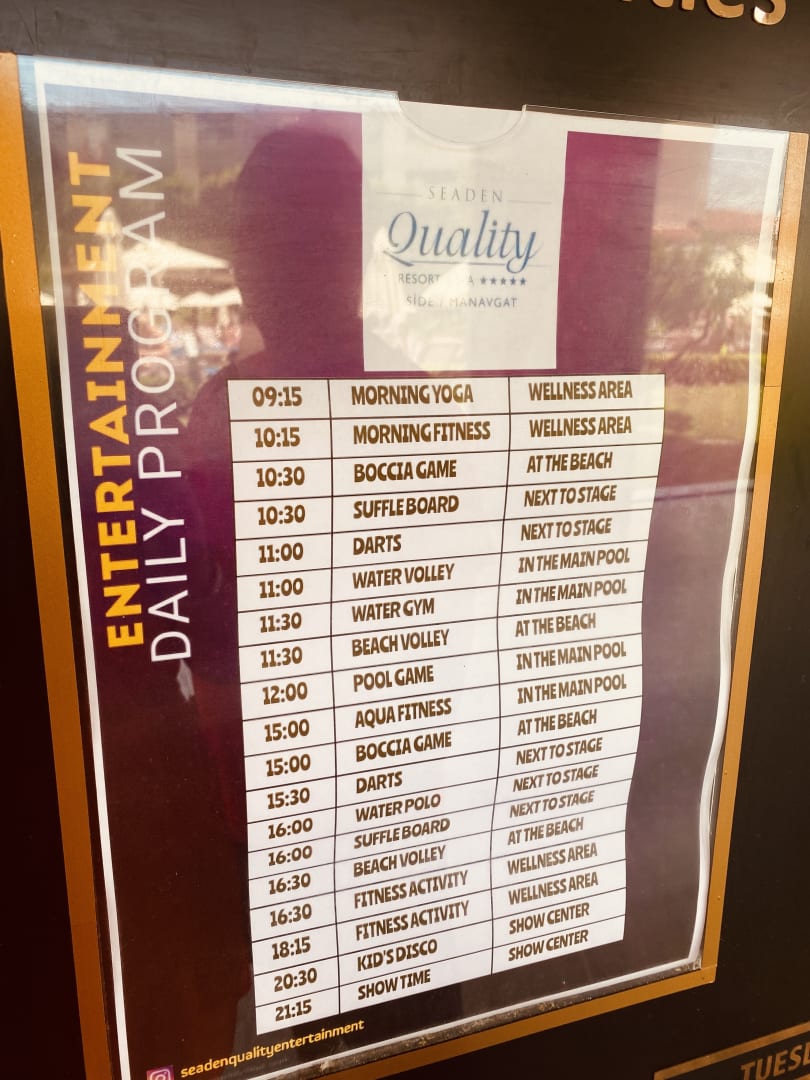 ENTERTAINMENT
DAILY PROGRAM
SEADEN
Quality
RESORT ★★★★★
SİDE / MANAVGAT
09:15 MORNING YOGA WELLNESS AREA
10:15 MORNING FITNESS WELLNESS AREA
10:30 BOCCIA GAME AT THE BEACH
10:30 SUFFLE BOARD NEXT TO STAGE
11:00 DARTS NEXT TO STAGE
11:00 WATER VOLLEY IN THE MAIN POOL
11:30 WATER GYM IN THE MAIN POOL
11:30 BEACH VOLLEY AT THE BEACH
12:00 POOL GAME IN THE MAIN POOL
15:00 AQUA FITNESS IN THE MAIN POOL
15:00 BOCCIA GAME AT THE BEACH
15:30 DARTS NEXT TO STAGE
16:00 WATER POLO NEXT TO STAGE
16:00 SUFFLE BOARD NEXT TO STAGE
16:30 BEACH VOLLEY AT THE BEACH
16:30 FITNESS ACTIVITY WELLNESS AREA
18:15 FITNESS ACTIVITY WELLNESS AREA
20:30 KID'S DISCO SHOW CENTER
21:15 SHOW TIME SHOW CENTER
seadenqualityentertainment